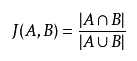 J(A, B) = |A ∩ B| / |A ∪ B|